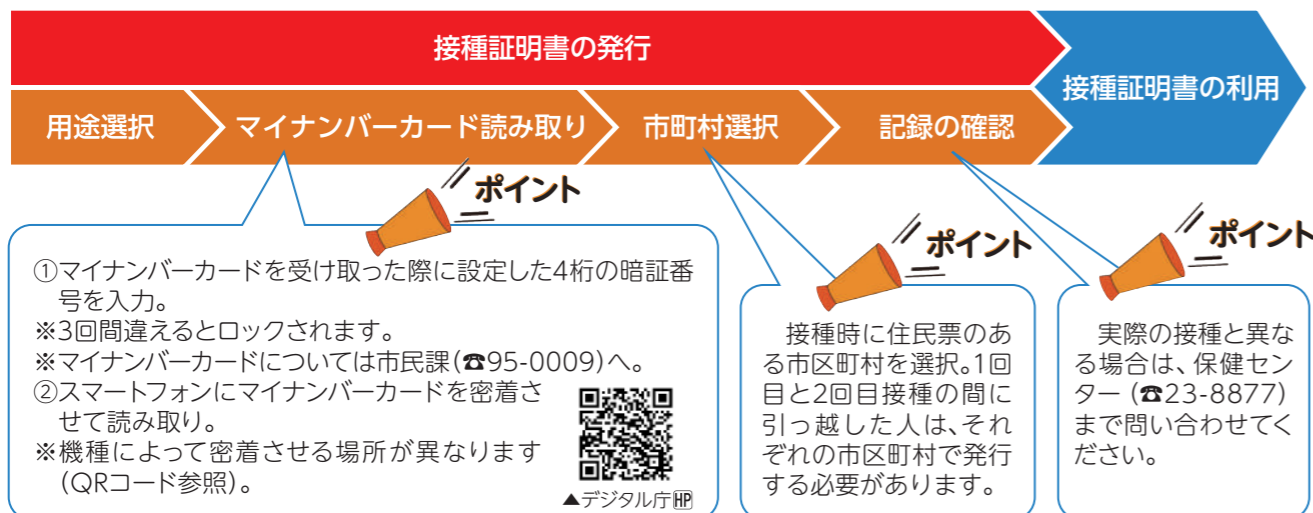 接種証明書の発行
接種証明書の利用
用途選択
マイナンバーカード読み取り
市町村選択
記録の確認
ポイント
①マイナンバーカードを受け取った際に設定した4桁の暗証番
号を入力。
※3回間違えるとロックされます。
※マイナンバーカードについては市民課(☎95-0009)へ。
②スマートフォンにマイナンバーカードを密着さ
せて読み取り。
※機種によって密着させる場所が異なります
(QRコード参照)。
▲デジタル庁HP
ポイント
接種時に住民票のあ
る市区町村を選択。1回
目と2回目接種の間に
引っ越した人は、それ
ぞれの市区町村で発行
する必要があります。
ポイント
実際の接種と異な
る場合は、保健セン
ター(☎23-8877)
まで問い合わせてく
ださい。